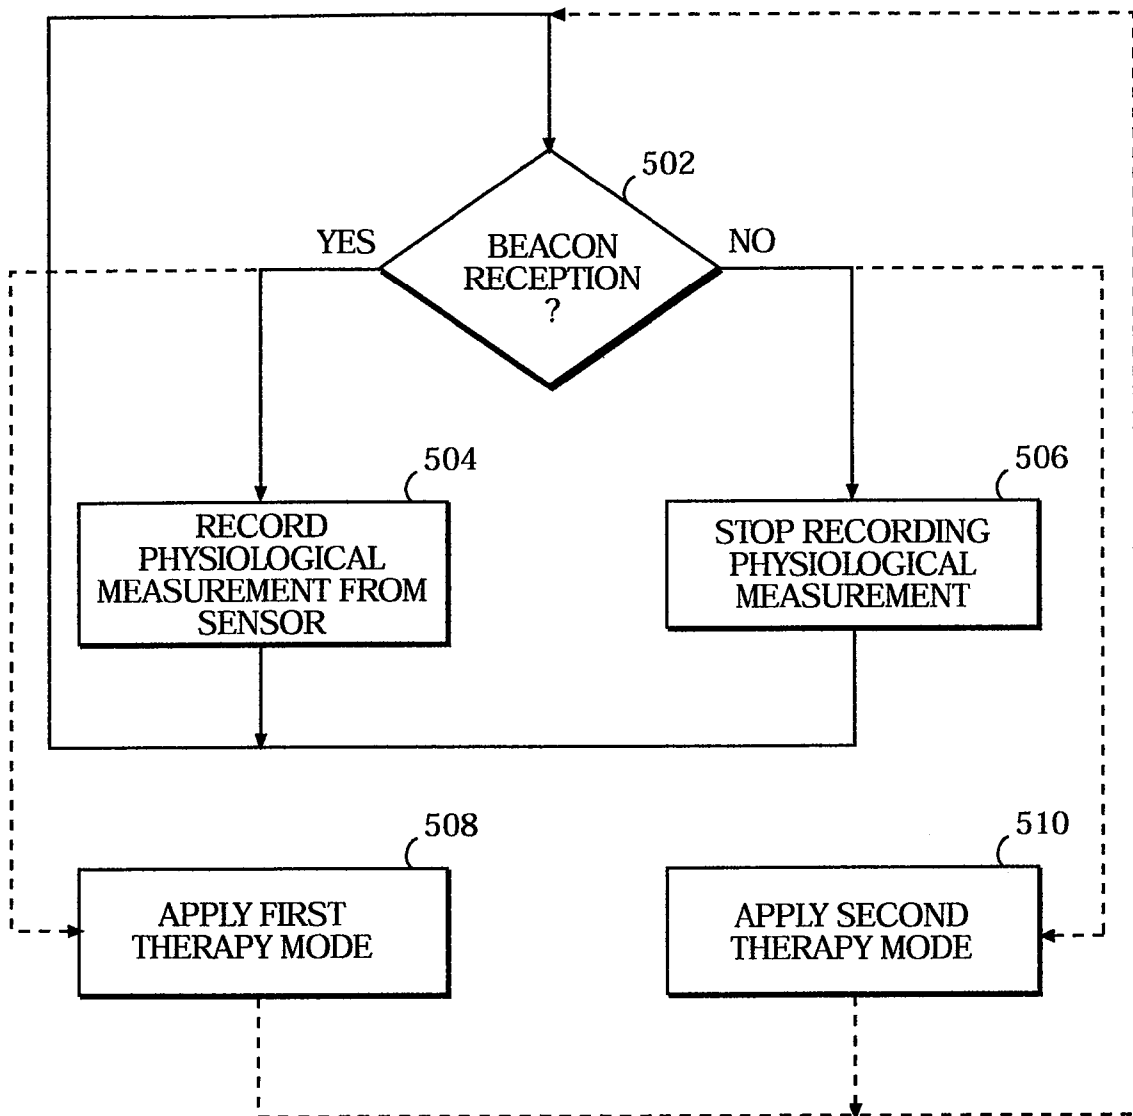 502
YES
BEACON
RECEPTION
?
NO
504
RECORD
PHYSIOLOGICAL
MEASUREMENT FROM
SENSOR
506
STOP RECORDING
PHYSIOLOGICAL
MEASUREMENT
508
APPLY FIRST
THERAPY MODE
510
APPLY SECOND
THERAPY MODE